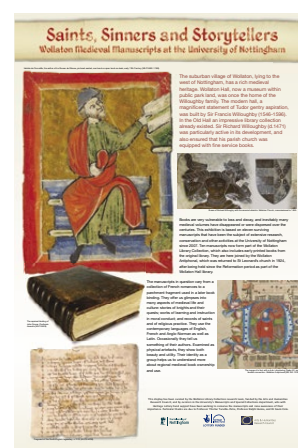 Saints, Sinners and Storytellers
Wollaton Medieval Manuscripts at the University of Nottingham
The suburban village of Wollaton, lying to the
west of Nottingham, has a rich medieval
heritage. Wollaton Hall, now a museum within
public park land, was once the home of the
Willoughby family. The modern hall, a
magnificent statement of Tudor gentry aspiration,
was built by Sir Francis Willoughby (1546-1596).
In the Old Hall an impressive library collection
already existed. Sir Richard Willoughby (d.1471)
was particularly active in its development, and
also ensured that his parish church was
equipped with fine service books.
Books are very vulnerable to loss and decay, and inevitably many
medieval volumes have disappeared or been dispersed over the
centuries. This exhibition is based on eleven surviving
manuscripts that have been the subject of extensive research,
conservation and other activities at the University of Nottingham
since 2007. Ten manuscripts now form part of the Wollaton
Library Collection, which also includes early printed books from
the original library. They are here joined by the Wollaton
Antiphonal, which was returned to St Leonards church in 1924,
after being held since the Reformation period as part of the
Wollaton Hall library.
The manuscripts in question vary from a
collection of French romances to a
parchment fragment used in a later book
binding. They offer us glimpses into
many aspects of medieval life and
culture: stories of knights and their
quests; works of learning and instruction
in moral conduct; and records of saints
and of religious practice. They use the
contemporary languages of English,
French and Anglo-Norman as well as
Latin. Occasionally they tell us
something of their authors. Examined as
physical artefacts, they show both
beauty and utility. Their identity as a
group helps us to understand more
about regional medieval book ownership
and use.